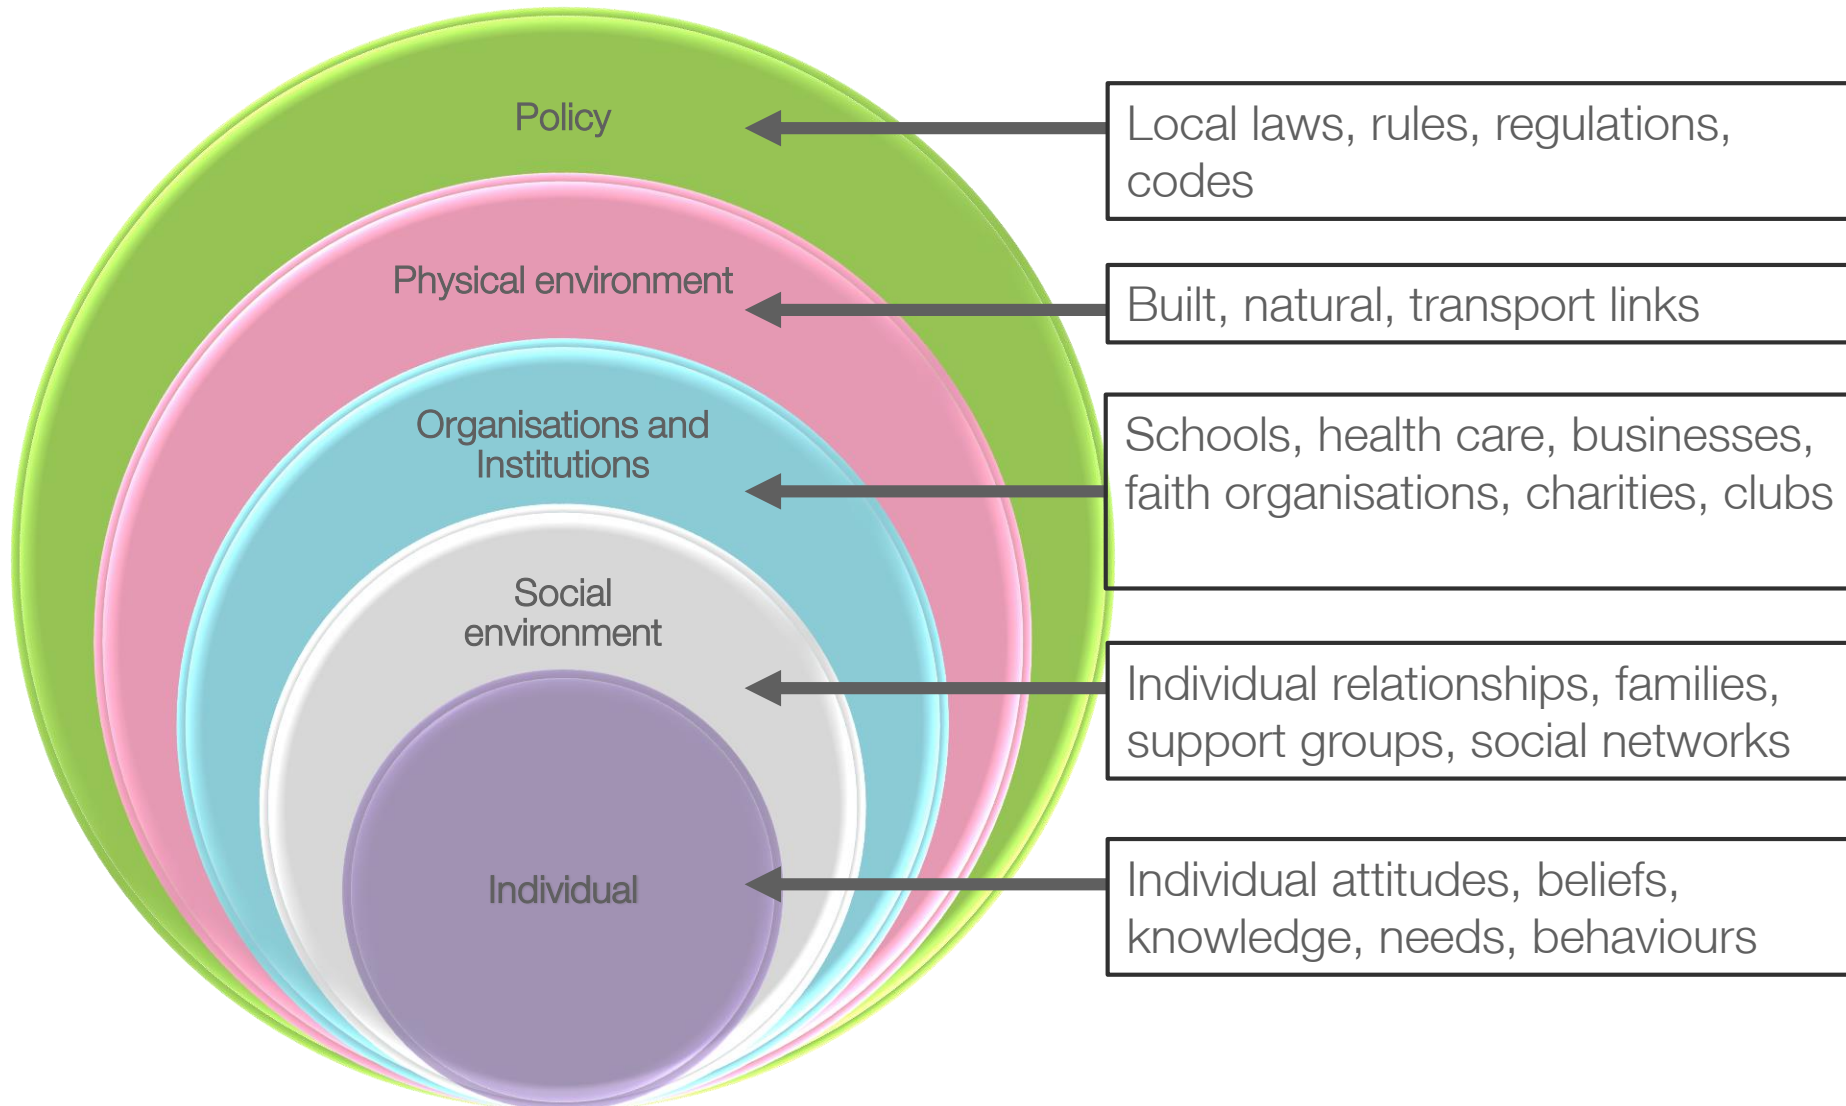 Policy
Local laws, rules, regulations,
codes
Physical environment
Built, natural, transport links
Organisations and
Institutions
Schools, health care, businesses,
faith organisations, charities, clubs
Social
environment
Individual relationships, families,
support groups, social networks
Individual
Individual attitudes, beliefs,
knowledge, needs, behaviours